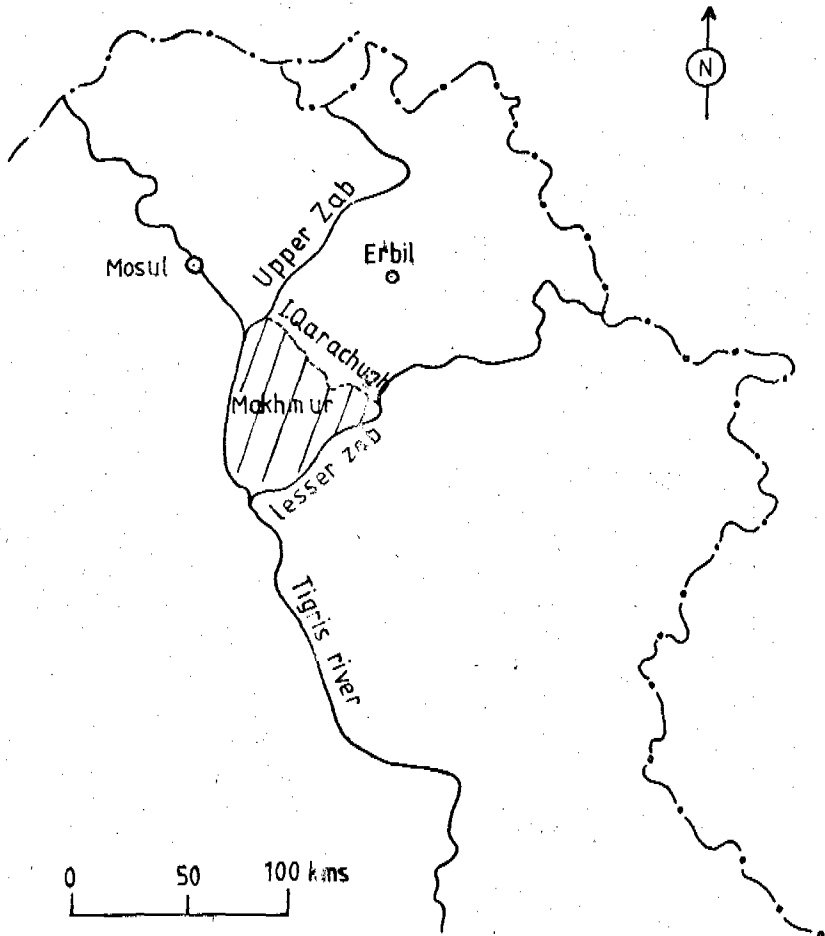 N
Upper Zab
Erbil
Mosul
I.Qarachugh
Makhmur
lesser zab
Tigris river
0 50 100 kms